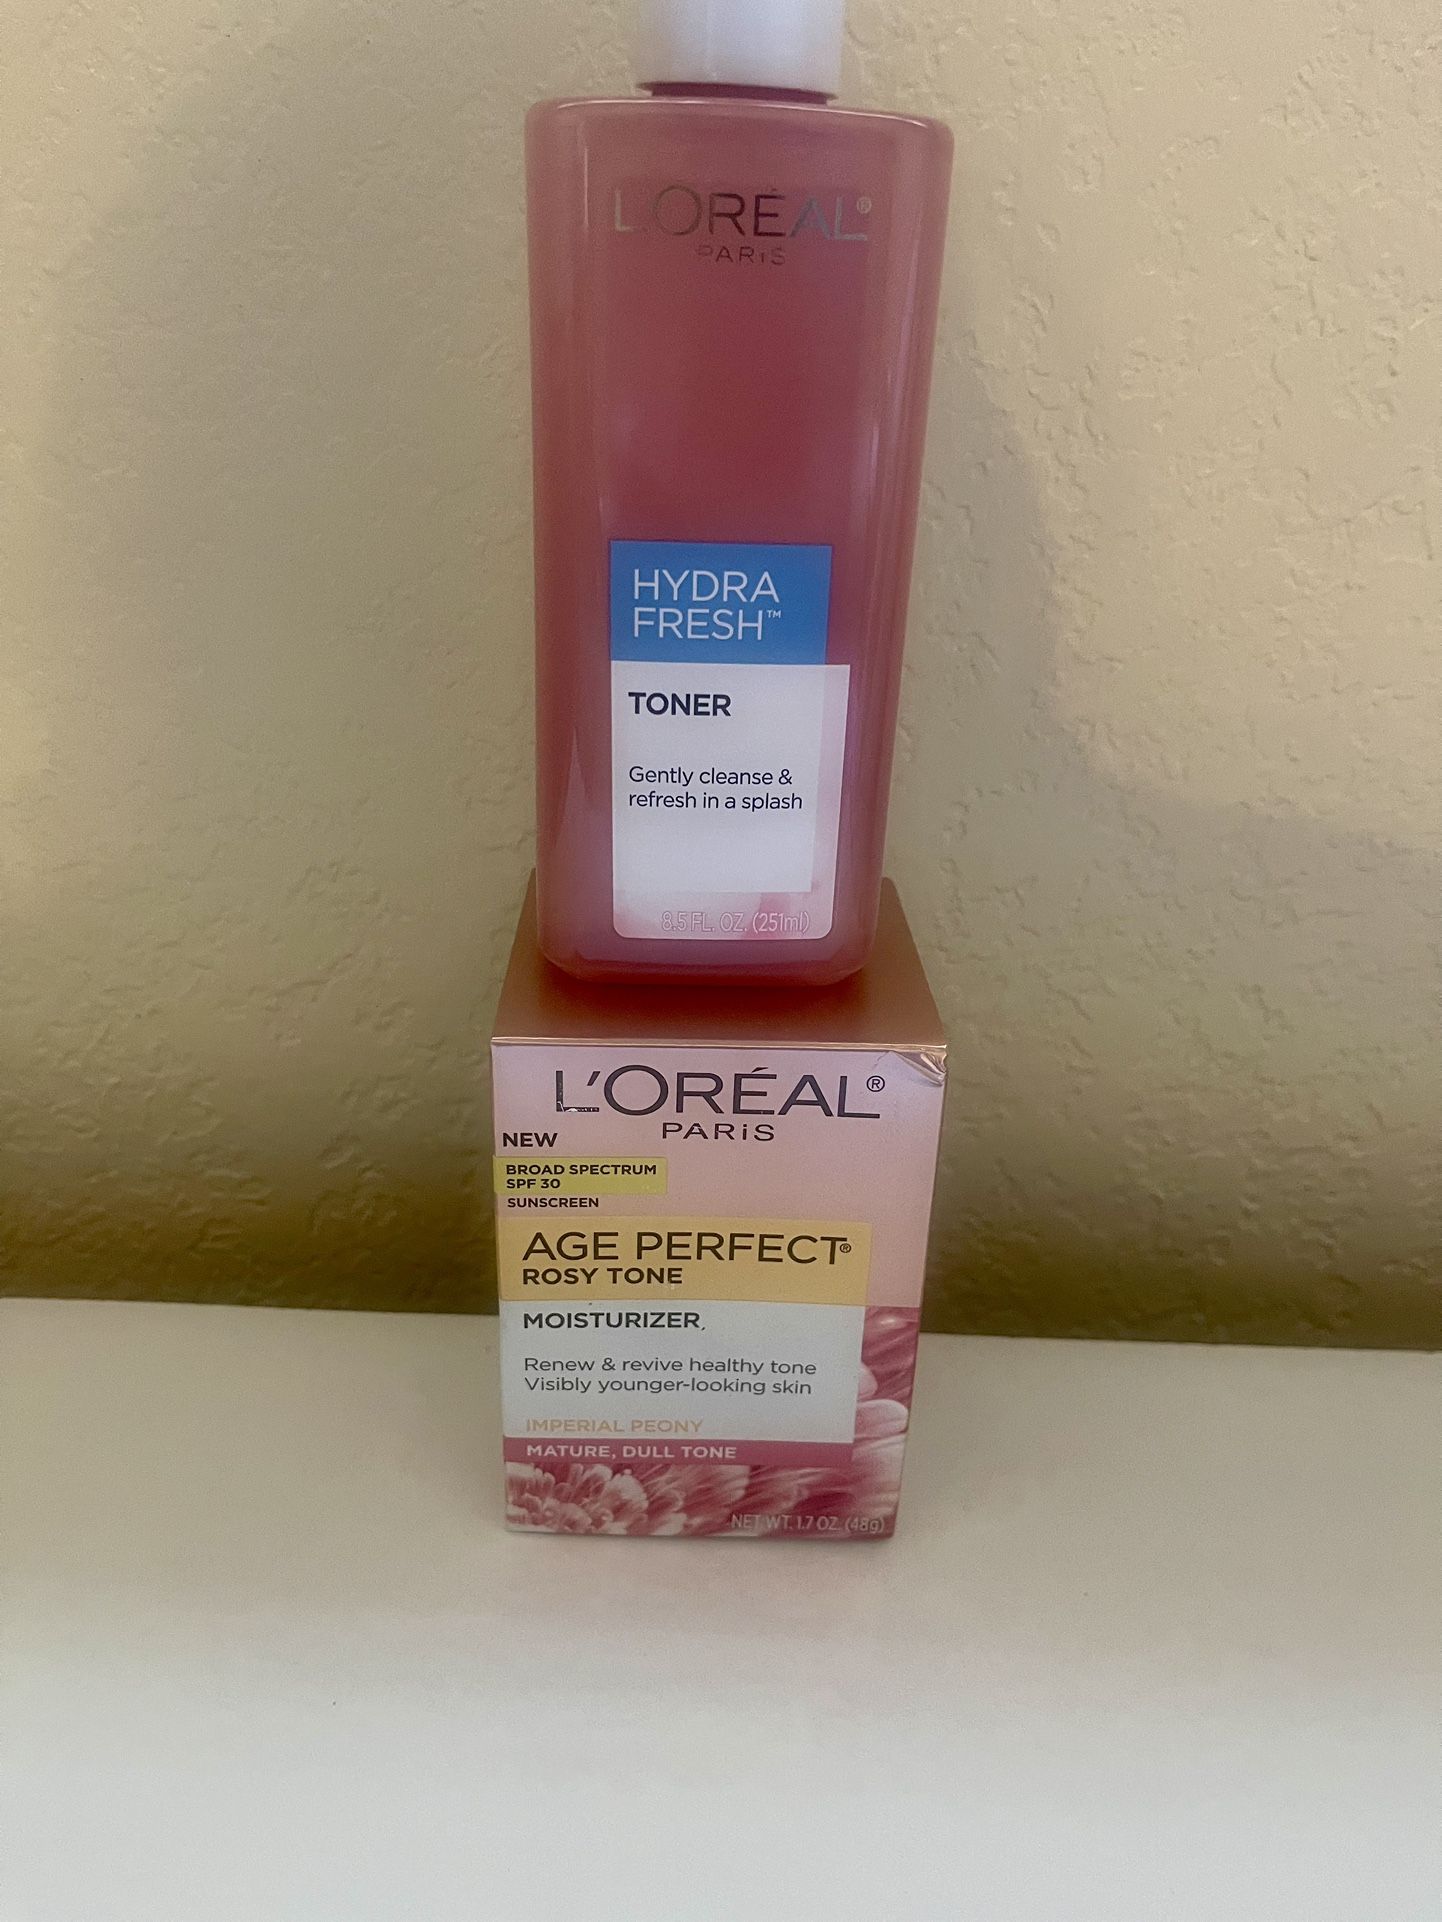 L'ORÉAL®
PARiS
HYDRA
FRESH™
TONER
Gently cleanse &
refresh in a splash
8.5 FL. OZ. (251ml)
L'ORÉAL®
PARiS
NEW
BROAD SPECTRUM
SPF 30
SUNSCREEN
AGE PERFECT®
ROSY TONE
MOISTURIZER
Renew & revive healthy tone
Visibly younger-looking skin
IMPERIAL PEONY
MATURE, DULL TONE
NET WT. 1.7 OZ. (48g)